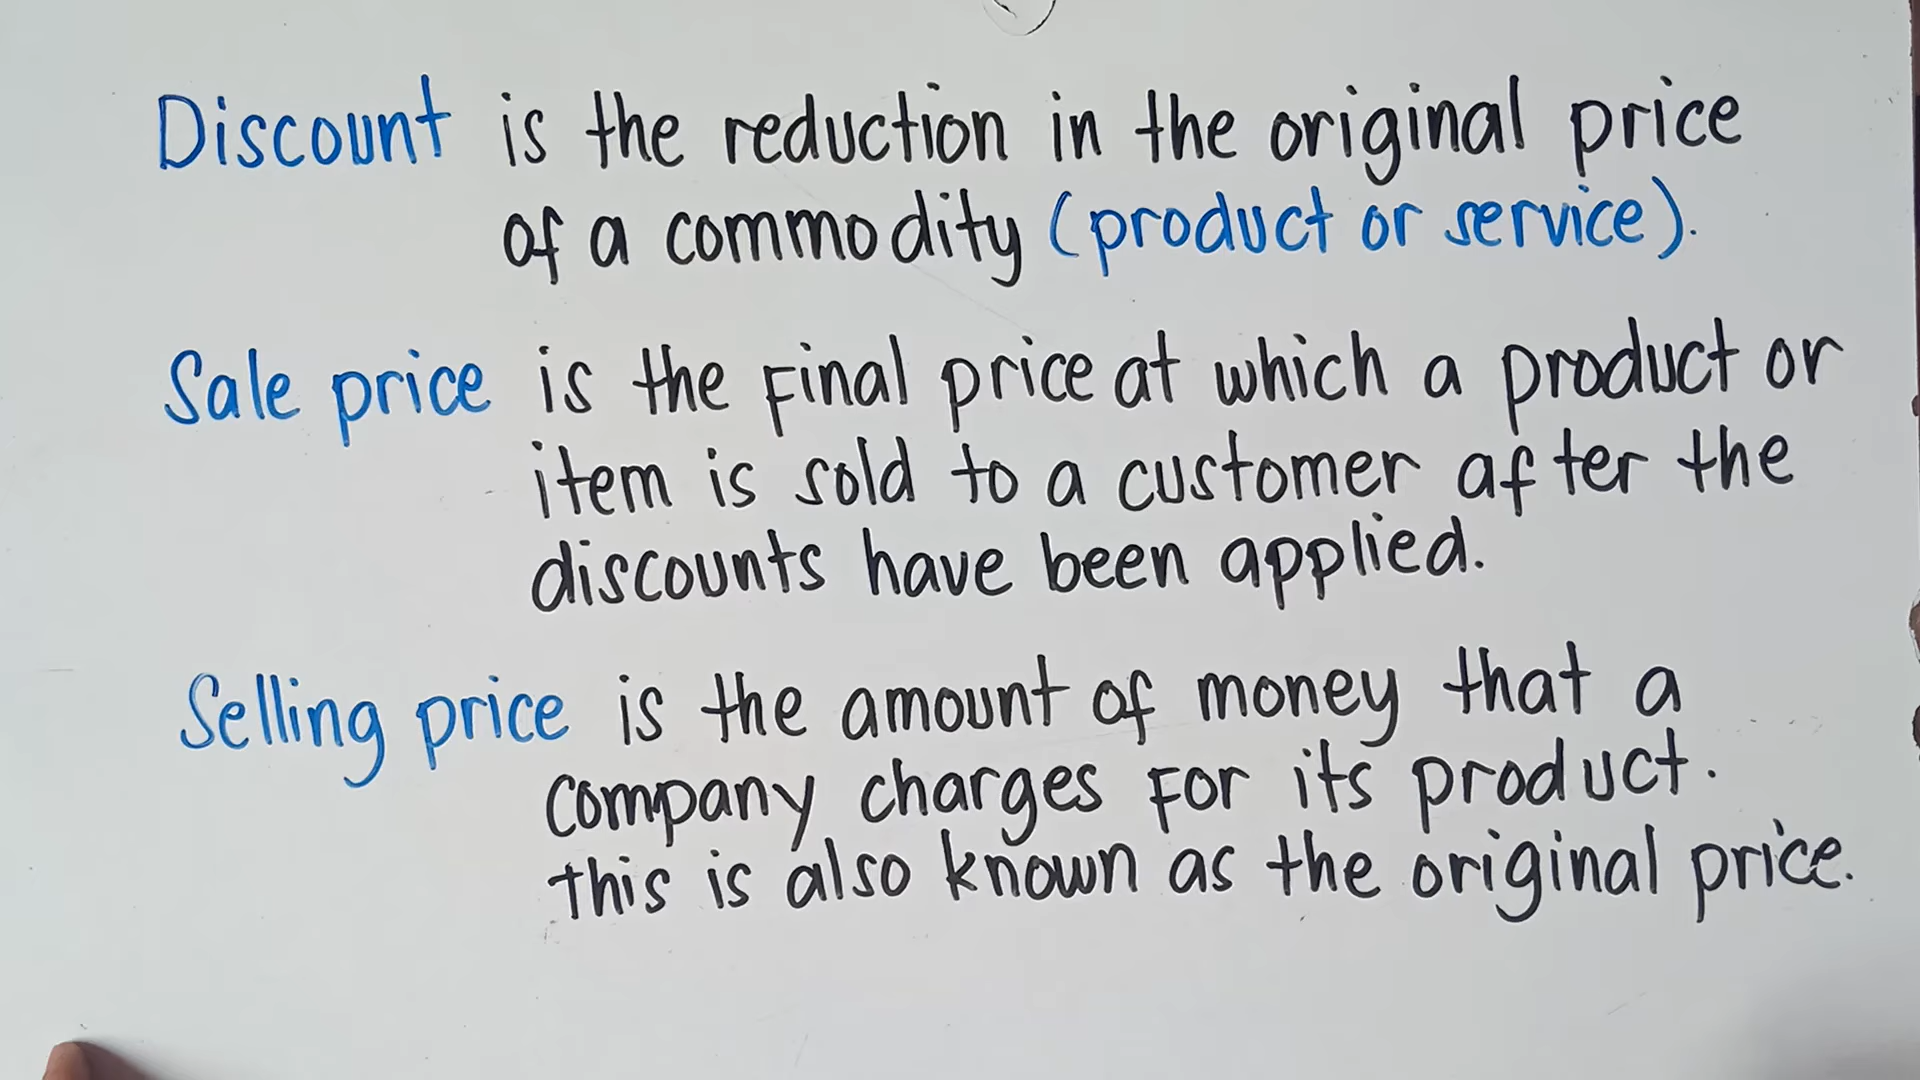 Discount is the reduction in the original price
of a commodity (product or service).
Sale price is the Final price at which a product or
item is sold to a customer after the
discounts have been applied.
Selling price is the amount of money that a
company charges For its product.
this is also known as the original price.